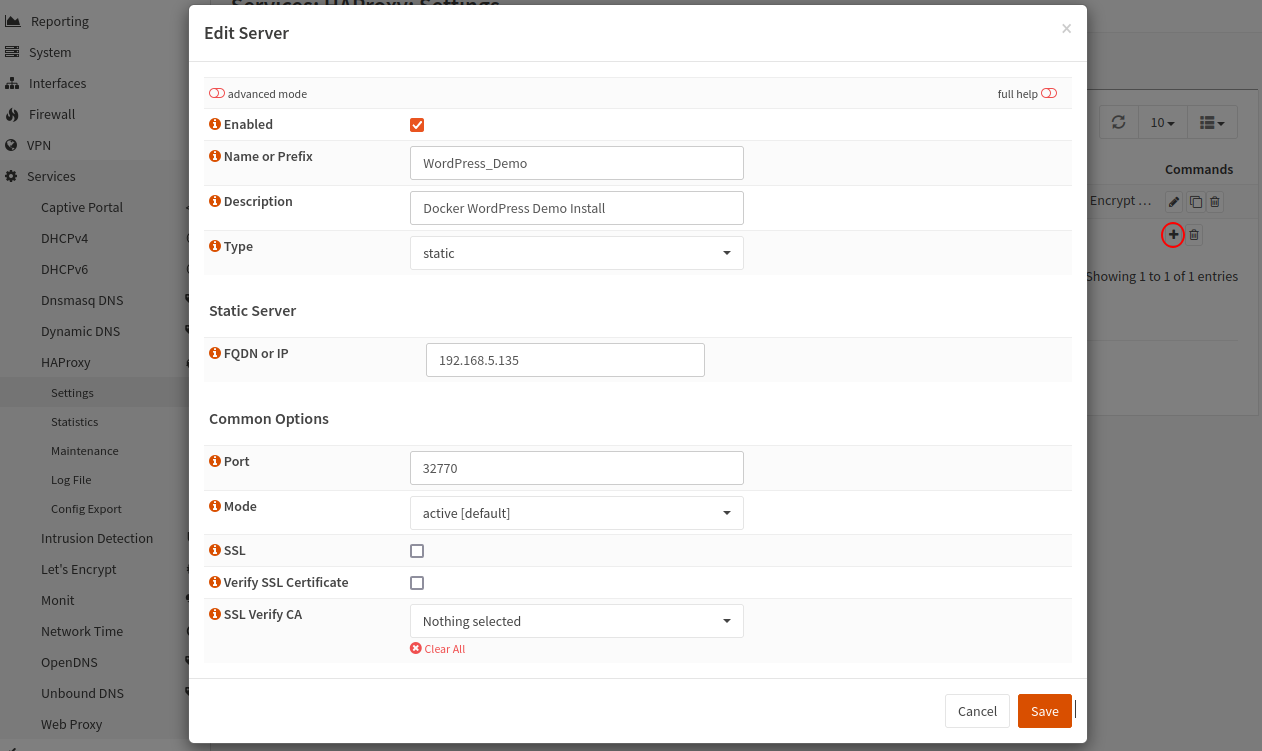 Services: HAProxy: Settings
Edit Server
×
advanced mode
full help
Enabled
Name or Prefix
WordPress_Demo
Description
Docker WordPress Demo Install
Type
static
Static Server
FQDN or IP
192.168.5.135
Common Options
Port
32770
Mode
active [default]
SSL
Verify SSL Certificate
SSL Verify CA
Nothing selected
Clear All
Cancel
Save
Reporting
System
Interfaces
Firewall
VPN
Services
Captive Portal
DHCPv4
DHCPv6
Dnsmasq DNS
Dynamic DNS
HAProxy
Settings
Statistics
Maintenance
Log File
Config Export
Intrusion Detection
Let's Encrypt
Monit
Network Time
OpenDNS
Unbound DNS
Web Proxy
10
Commands
Encrypt ...
Showing 1 to 1 of 1 entries